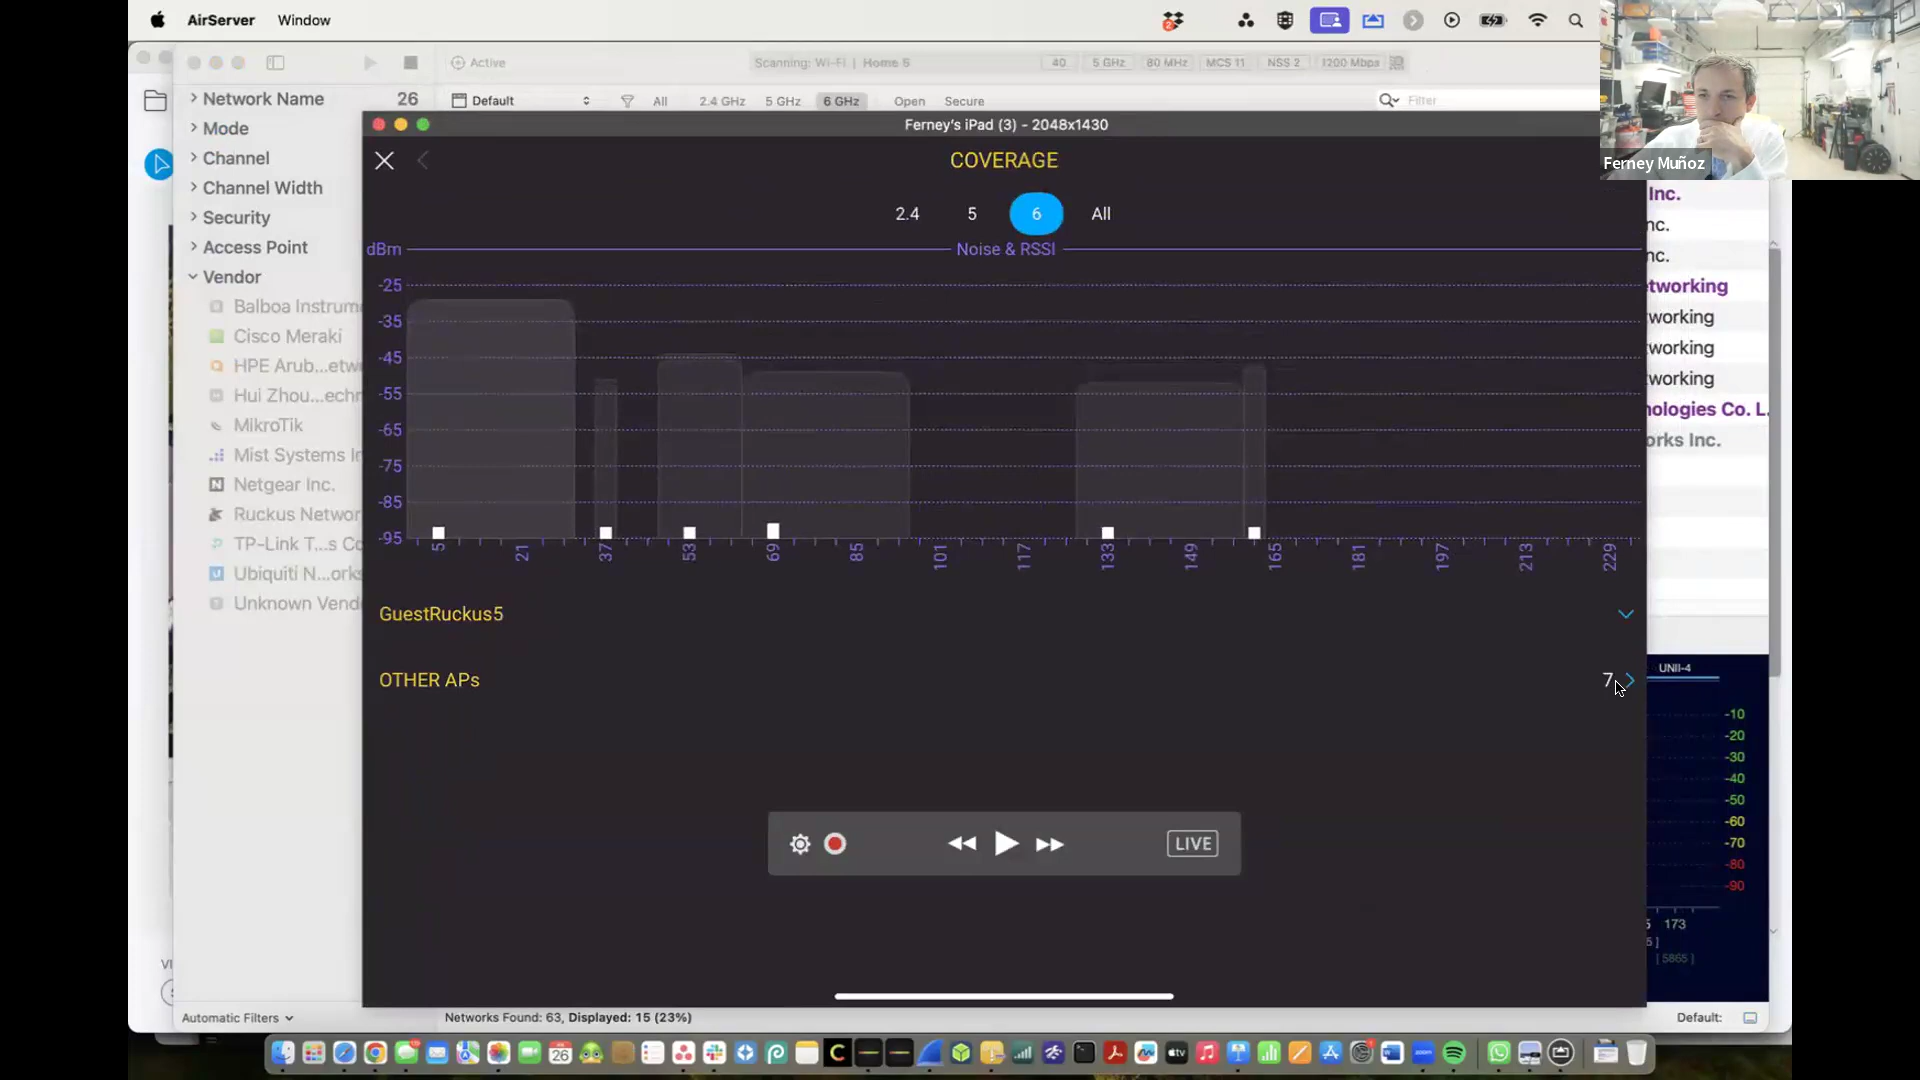 AirServer Window
Active
Scanning: Wi-Fi | Home 6
40 5 GHz 80 MHz MCS 11 NSS 2 1200 Mbps
Network Name 26
Default
All 2.4 GHz 5 GHz 6 GHz Open Secure
Filter
Mode
Channel
Channel Width
Security
Access Point
Vendor
Balboa Instrum
Cisco Meraki
HPE Arub...etw
Hui Zhou...echr
MikroTik
Mist Systems Ir
Netgear Inc.
Ruckus Networ
TP-Link T...s Co
Ubiquiti N...orks
Unknown Vend
Ferney's iPad (3) - 2048x1430
COVERAGE
2.4 5 6 All
dBm Noise & RSSI
-25
-35
-45
-55
-65
-75
-85
-95
5 21 37 53 69 85 101 117 133 149 165 181 197 213 229
GuestRuckus5
OTHER APs 7
LIVE
Ferney Muñoz
Inc.
nc.
nc.
tworking
working
working
working
nologies Co. L.
orks Inc.
UNII-4
-10
-20
-30
-40
-50
-60
-70
-80
-90
173
[5865]
Automatic Filters
Networks Found: 63, Displayed: 15 (23%)
Default:
26
tv